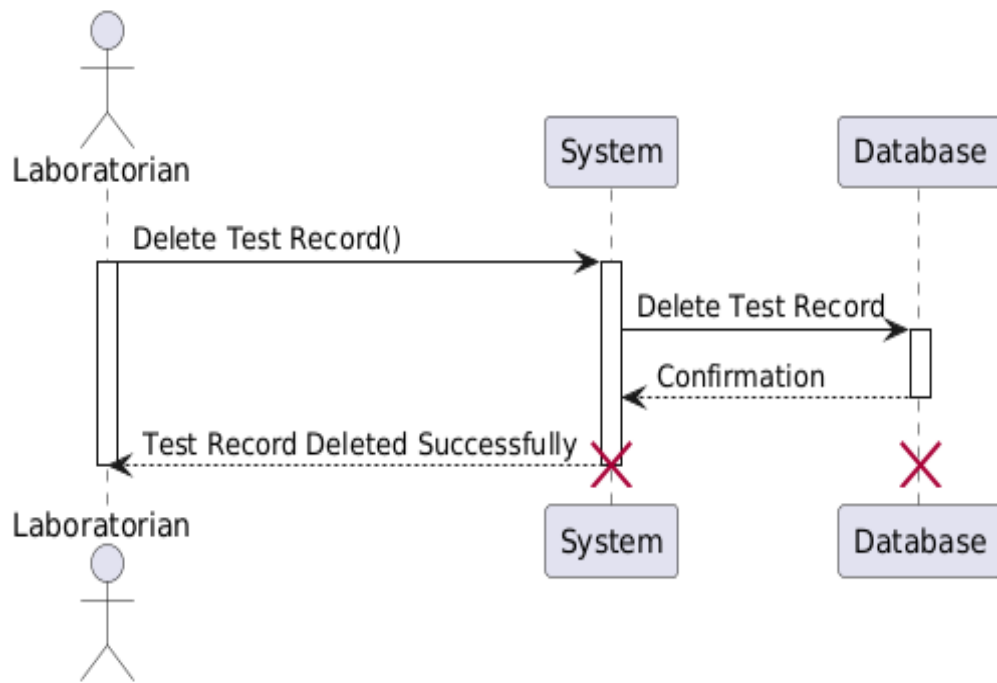 Laboratorian
System
Database
Delete Test Record()
Delete Test Record
Confirmation
Test Record Deleted Successfully
Laboratorian
System
Database